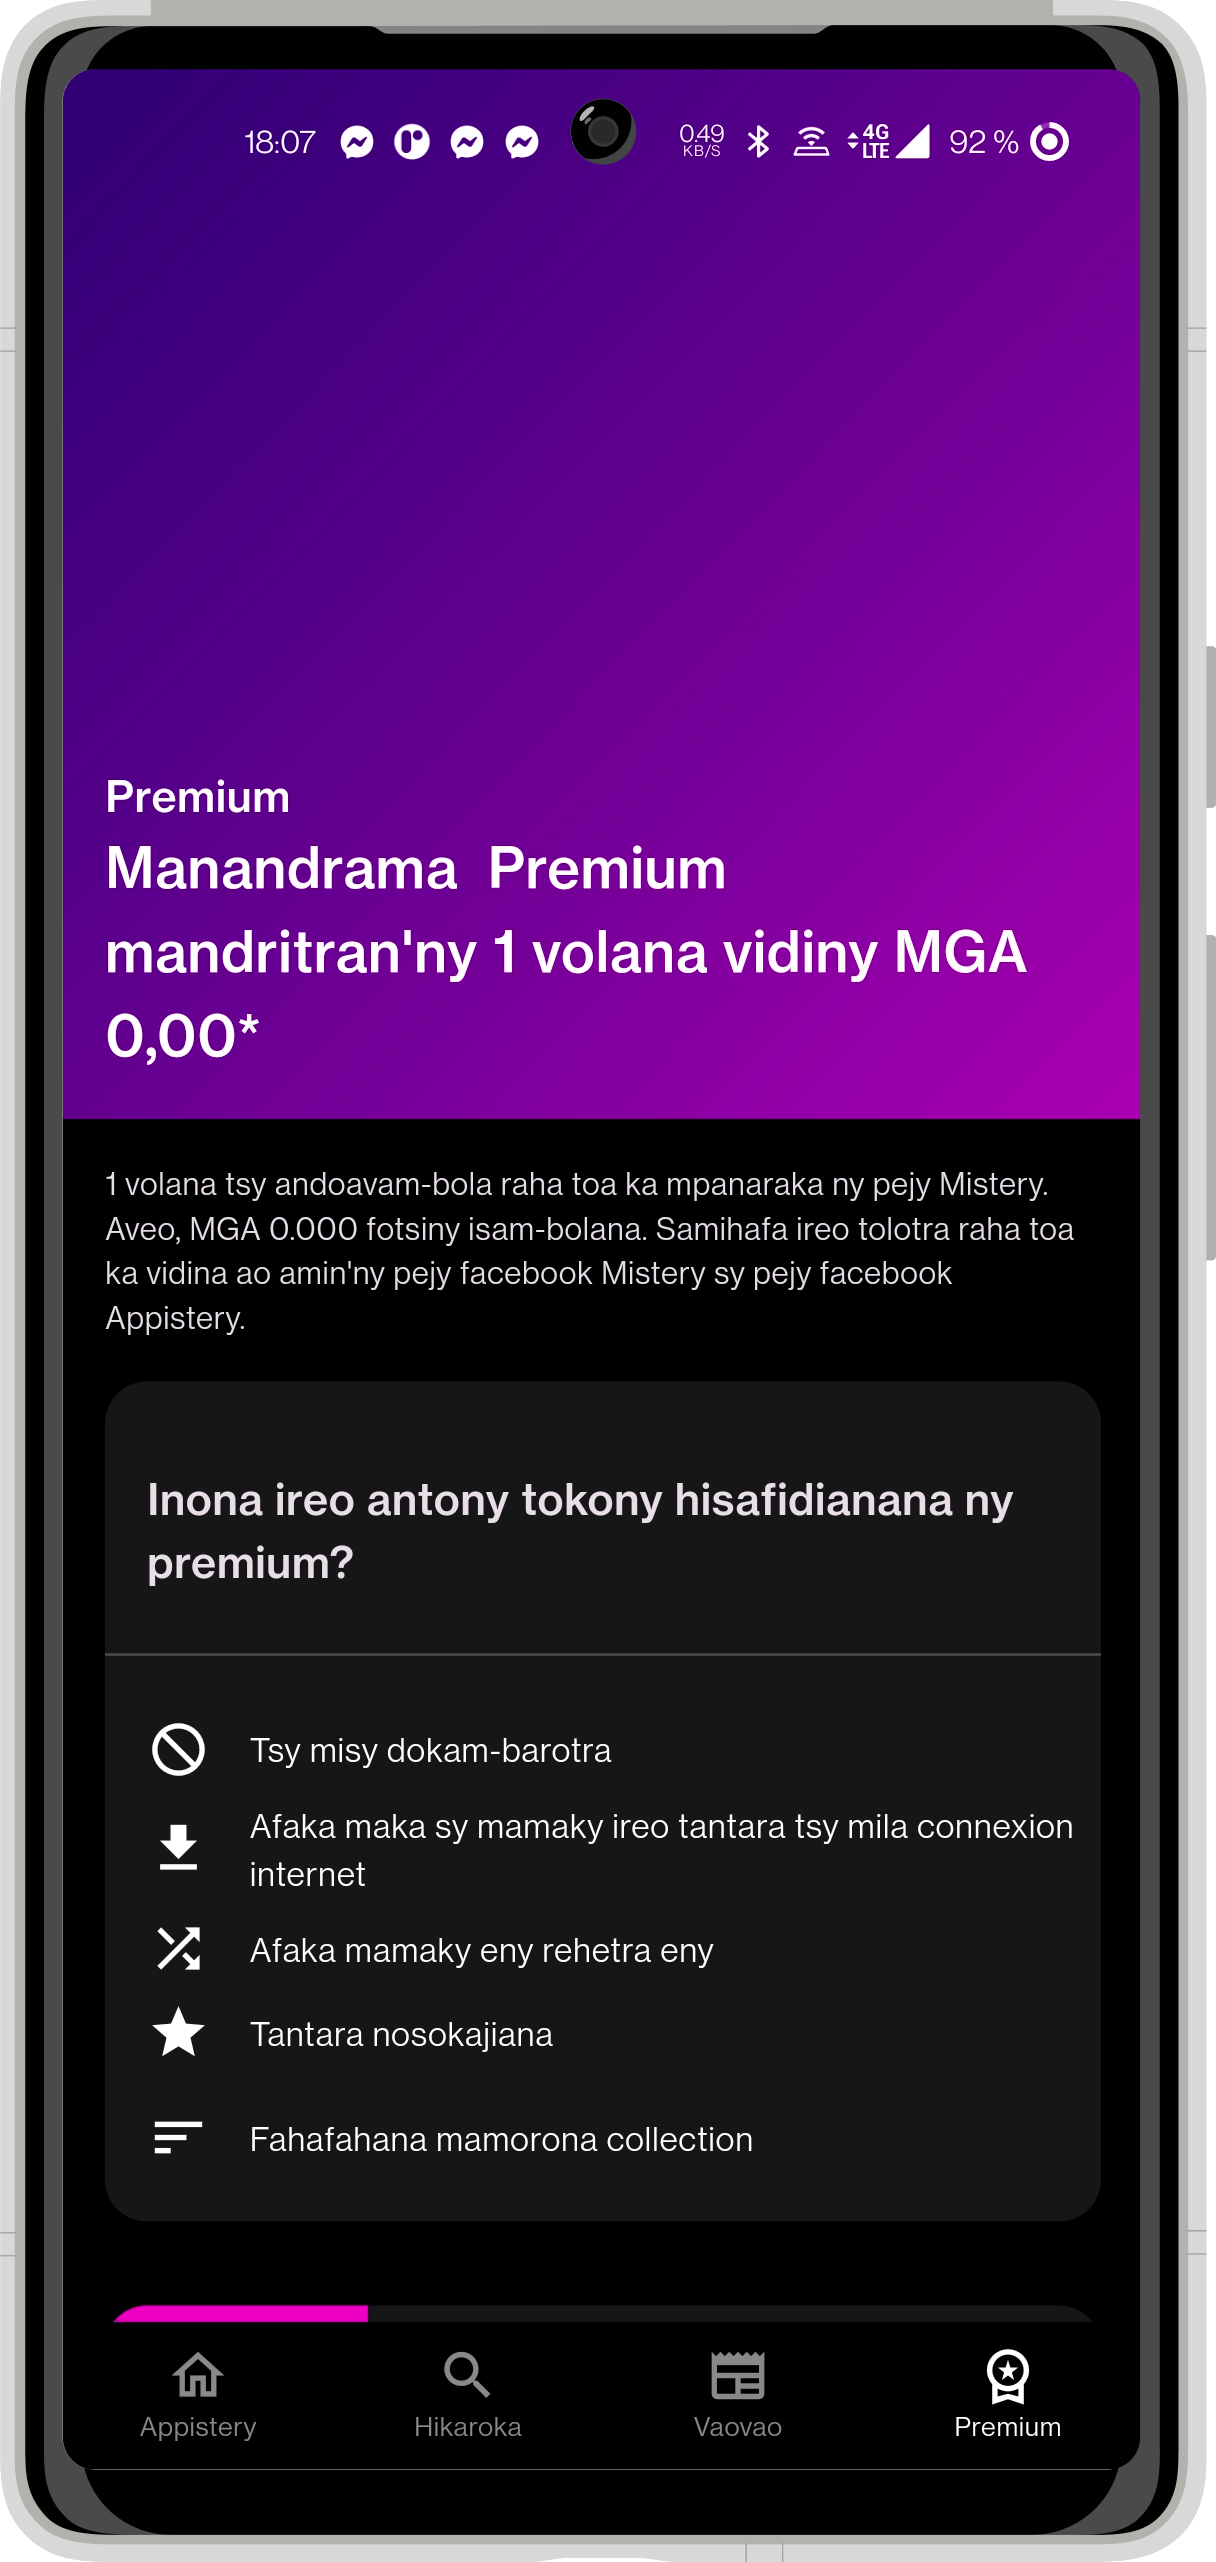 18:07
0.49
KB/S
4G
LTE
92 %
Premium
Manandrama  Premium
mandritran'ny 1 volana vidiny MGA
0,00*
1 volana tsy andoavam-bola raha toa ka mpanaraka ny pejy Mistery.
Aveo, MGA 0.000 fotsiny isam-bolana. Samihafa ireo tolotra raha toa
ka vidina ao amin'ny pejy facebook Mistery sy pejy facebook
Appistery.
Inona ireo antony tokony hisafidianana ny
premium?
Tsy misy dokam-barotra
Afaka maka sy mamaky ireo tantara tsy mila connexion
internet
Afaka mamaky eny rehetra eny
Tantara nosokajiana
Fahafahana mamorona collection
Appistery
Hikaroka
Vaovao
Premium